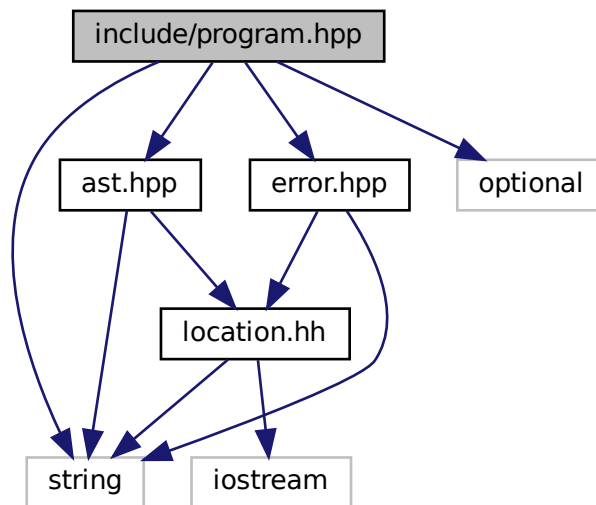 include/program.hpp
ast.hpp
error.hpp
optional
location.hh
string
iostream